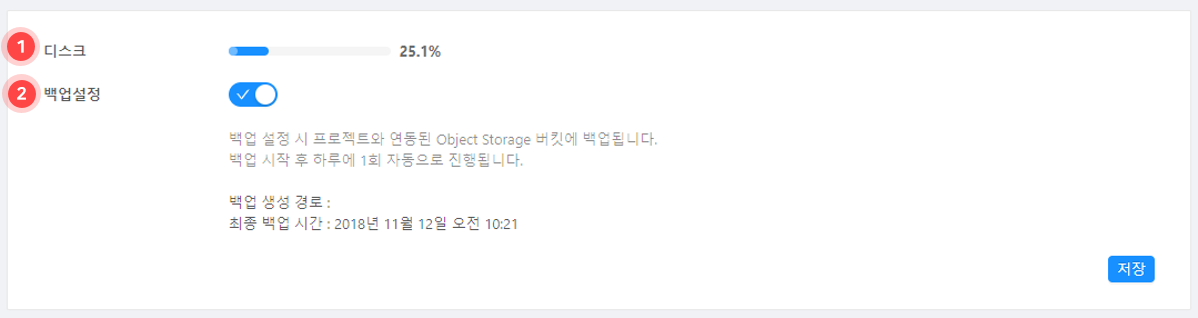 1 디스크 25.1%
2 백업설정
백업 설정 시 프로젝트와 연동된 Object Storage 버킷에 백업됩니다.
백업 시작 후 하루에 1회 자동으로 진행됩니다.
백업 생성 경로 :
최종 백업 시간 : 2018년 11월 12일 오전 10:21
저장